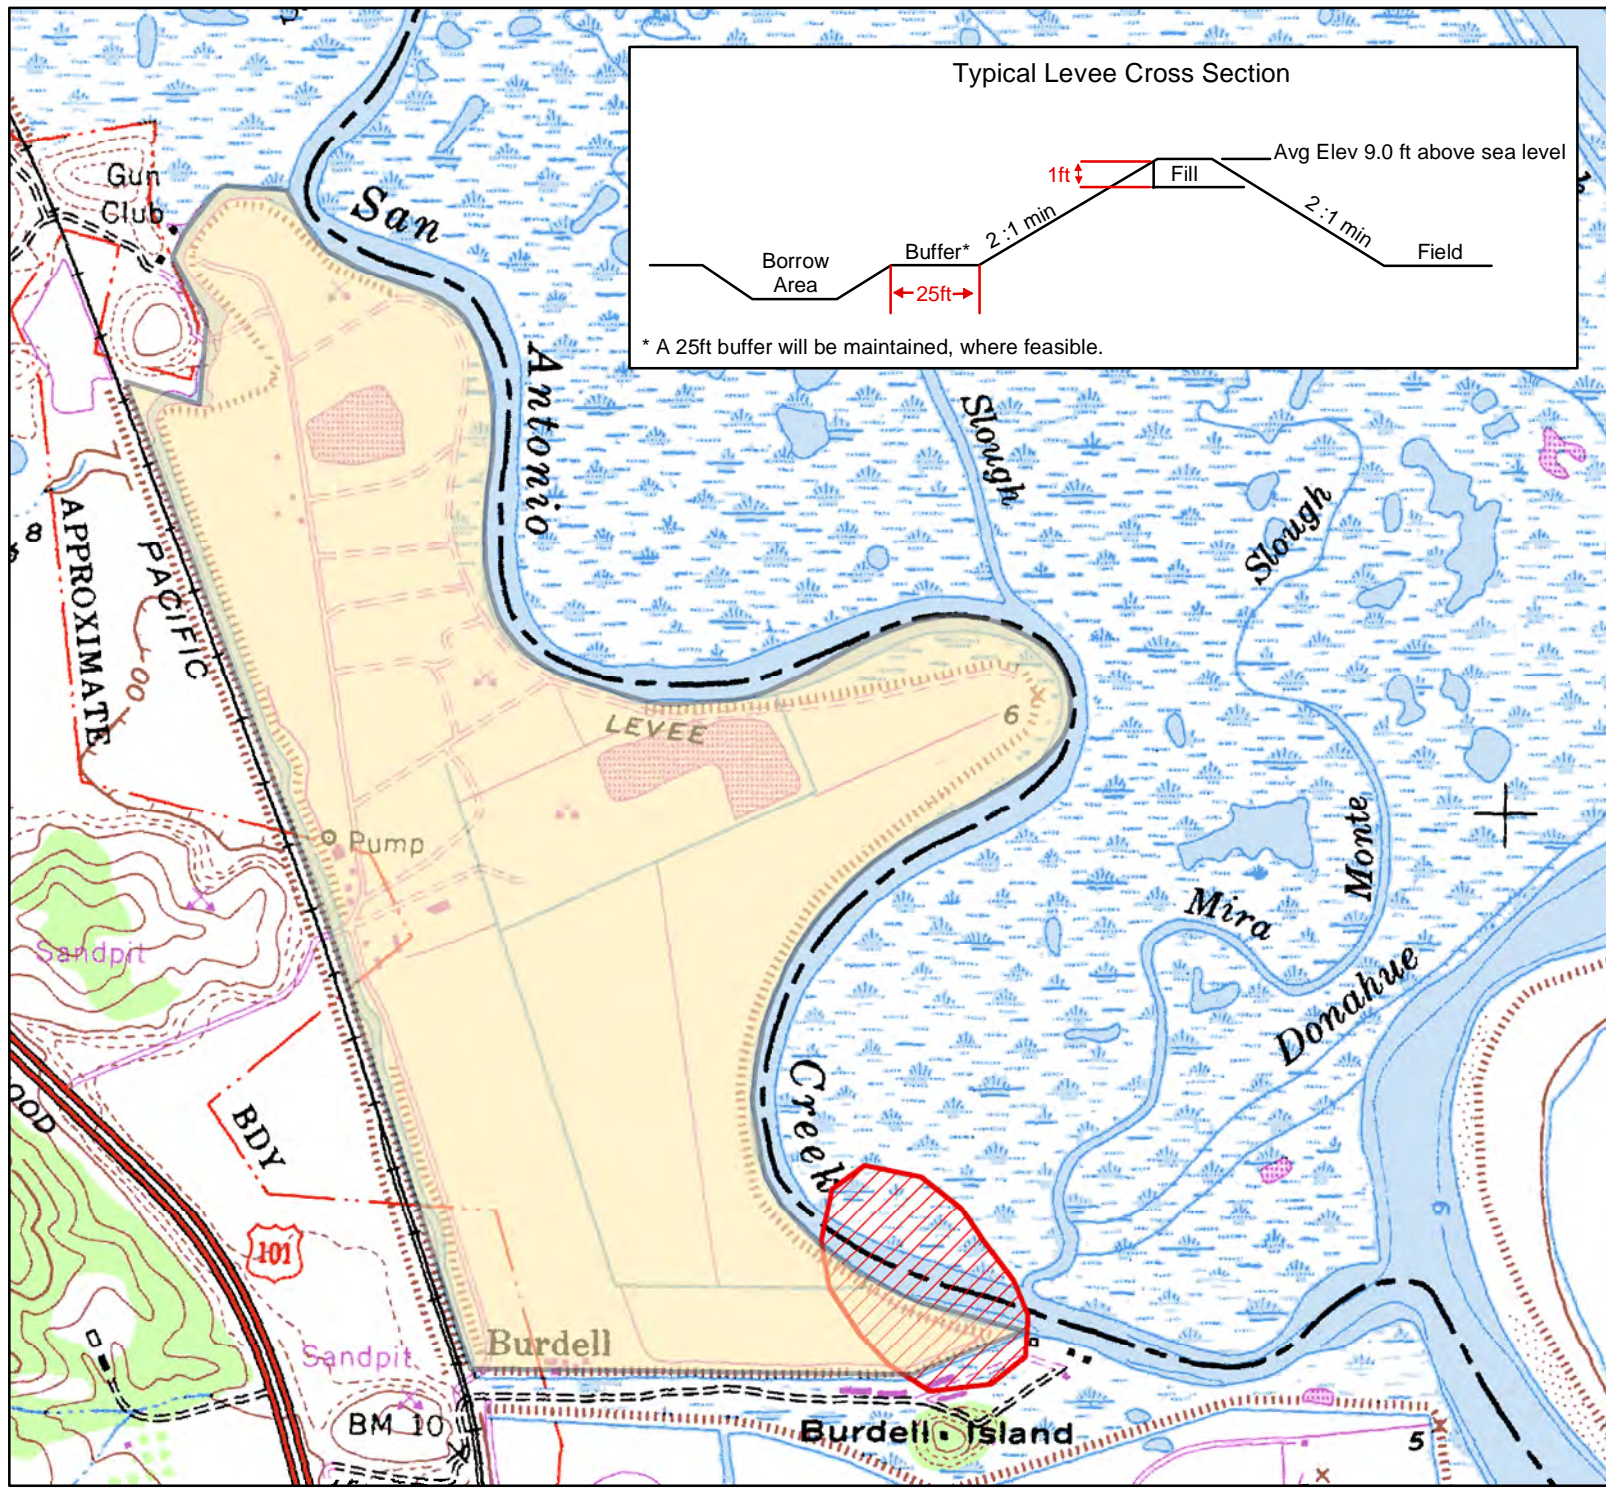 Typical Levee Cross Section
Avg Elev 9.0 ft above sea level
1ft
Fill
2 :1 min
2 :1 min
Buffer*
Borrow
Area
Field
25ft
* A 25ft buffer will be maintained, where feasible.
Gun
Club
San
Antonio
Creek
Slough
Slough
Mira
Monte
Donahue
8
APPROXIMATE
PACIFIC
LEVEE
6
Pump
Sandpit
BDY
101
Burdell
Sandpit
BM 10
Burdell Island
5
9